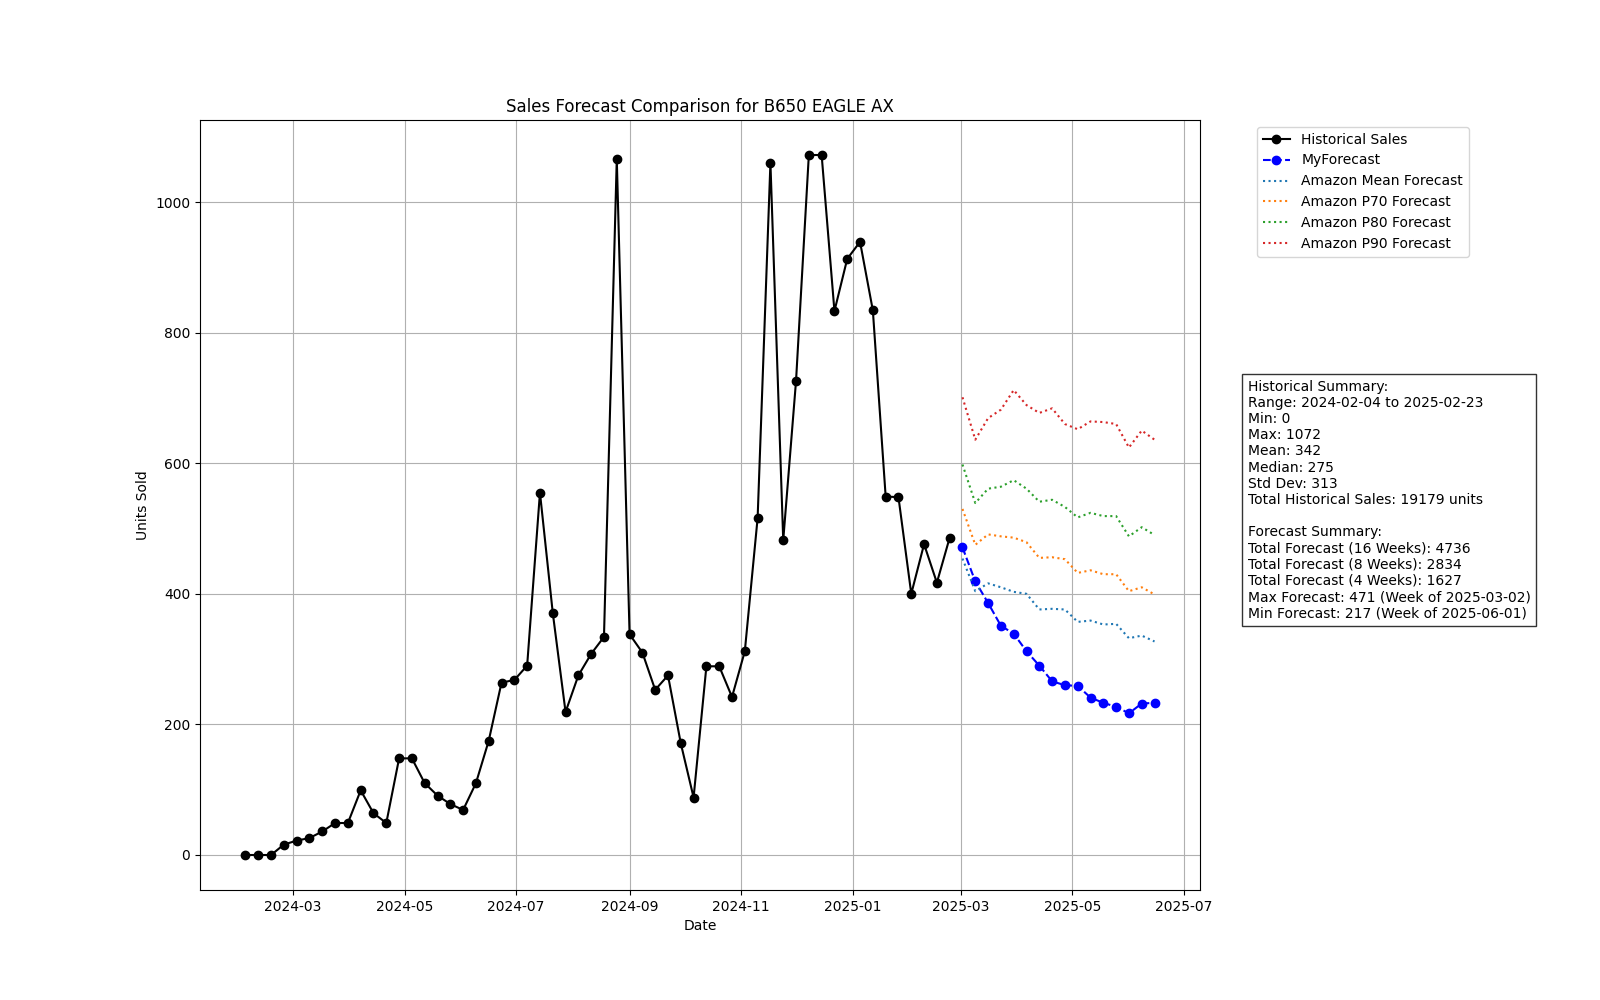 Sales Forecast Comparison for B650 EAGLE AX
Units Sold
1000
800
600
400
200
0
2024-03
2024-05
2024-07
2024-09
2024-11
2025-01
2025-03
2025-05
2025-07
Date
Historical Sales
MyForecast
Amazon Mean Forecast
Amazon P70 Forecast
Amazon P80 Forecast
Amazon P90 Forecast
Historical Summary:
Range: 2024-02-04 to 2025-02-23
Min: 0
Max: 1072
Mean: 342
Median: 275
Std Dev: 313
Total Historical Sales: 19179 units
Forecast Summary:
Total Forecast (16 Weeks): 4736
Total Forecast (8 Weeks): 2834
Total Forecast (4 Weeks): 1627
Max Forecast: 471 (Week of 2025-03-02)
Min Forecast: 217 (Week of 2025-06-01)